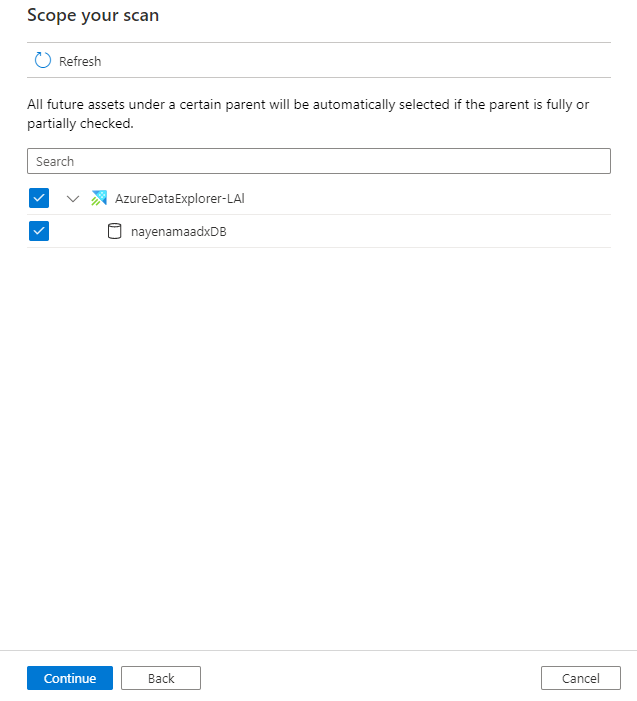 Scope your scan
Refresh
All future assets under a certain parent will be automatically selected if the parent is fully or
partially checked.
Search
AzureDataExplorer-LAl
nayenamaadxDB
Continue
Back
Cancel